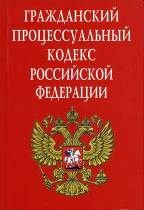 ГРАЖДАНСКИЙ
ПРОЦЕССУАЛЬНЫЙ
КОДЕКС
РОССИЙСКОЙ
ФЕДЕРАЦИИ